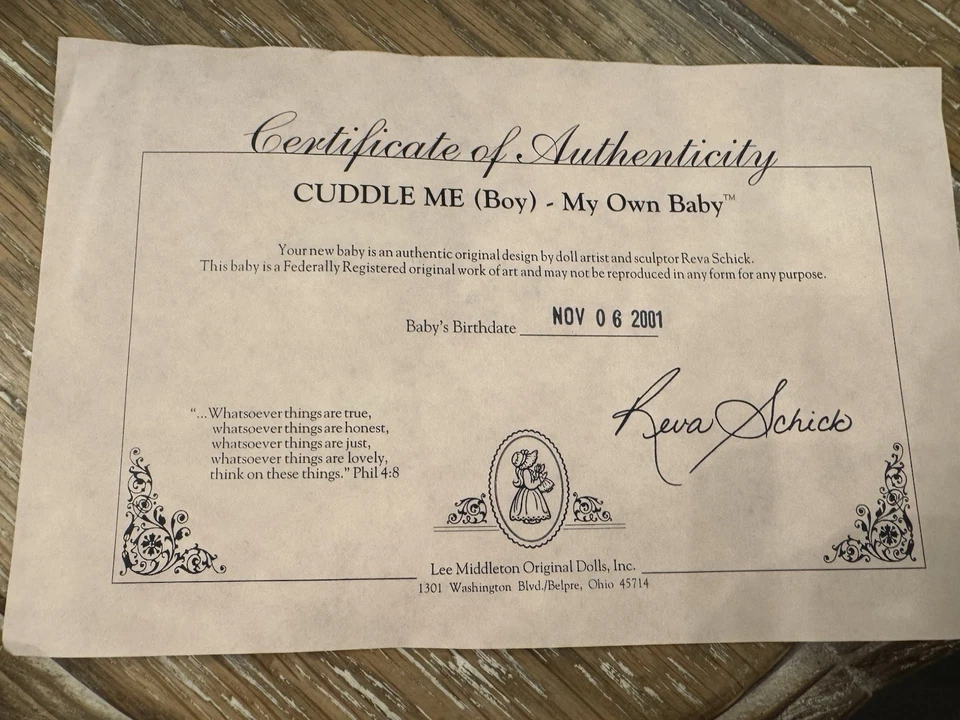 Certificate of Authenticity
CUDDLE ME (Boy) - My Own Baby™
Your new baby is an authentic original design by doll artist and sculptor Reva Schick.
This baby is a Federally Registered original work of art and may not be reproduced in any form for any purpose.
Baby's Birthdate NOV 06 2001
Reva Schick
"...Whatsoever things are true,
whatsoever things are honest,
whatsoever things are just,
whatsoever things are lovely,
think on these things." Phil 4:8
Lee Middleton Original Dolls, Inc.
1301 Washington Blvd./Belpre, Ohio 45714